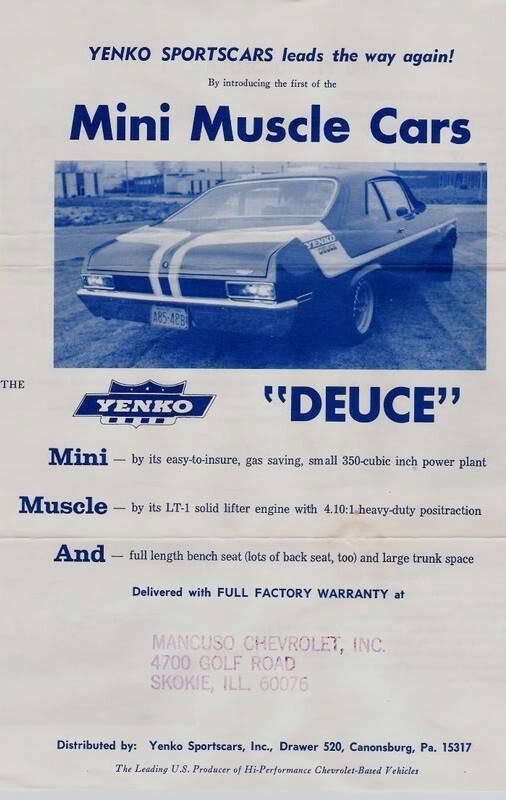 YENKO SPORTSCARS leads the way again!
By introducing the first of the
Mini Muscle Cars
YENKO
DEUCE
A85-42B
THE
YENKO
"DEUCE"
Mini — by its easy-to-insure, gas saving, small 350-cubic inch power plant
Muscle — by its LT-1 solid lifter engine with 4.10:1 heavy-duty positraction
And — full length bench seat (lots of back seat, too) and large trunk space
Delivered with FULL FACTORY WARRANTY at
MANCUSO CHEVROLET, INC.
4700 GOLF ROAD
SKOKIE, ILL. 60076
Distributed by: Yenko Sportscars, Inc., Drawer 520, Canonsburg, Pa. 15317
The Leading U.S. Producer of Hi-Performance Chevrolet-Based Vehicles